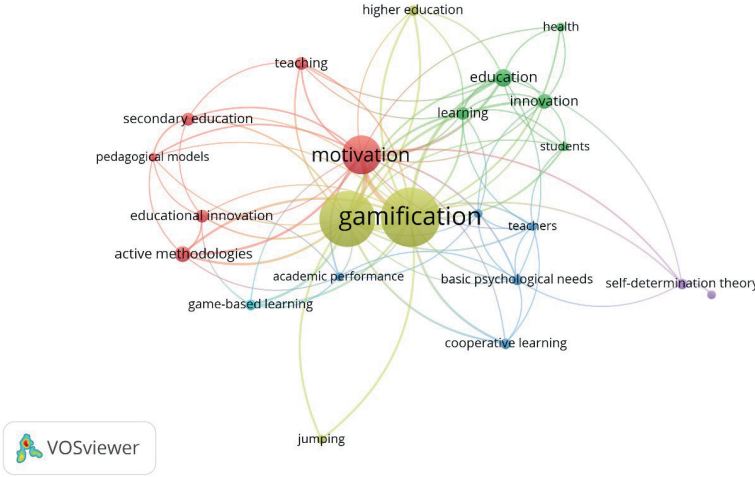 higher education
health
teaching
education
innovation
learning
secondary education
students
motivation
pedagogical models
educational innovation
gamification
teachers
active methodologies
academic performance
basic psychological needs
self-determination theory
game-based learning
cooperative learning
jumping
VOSviewer